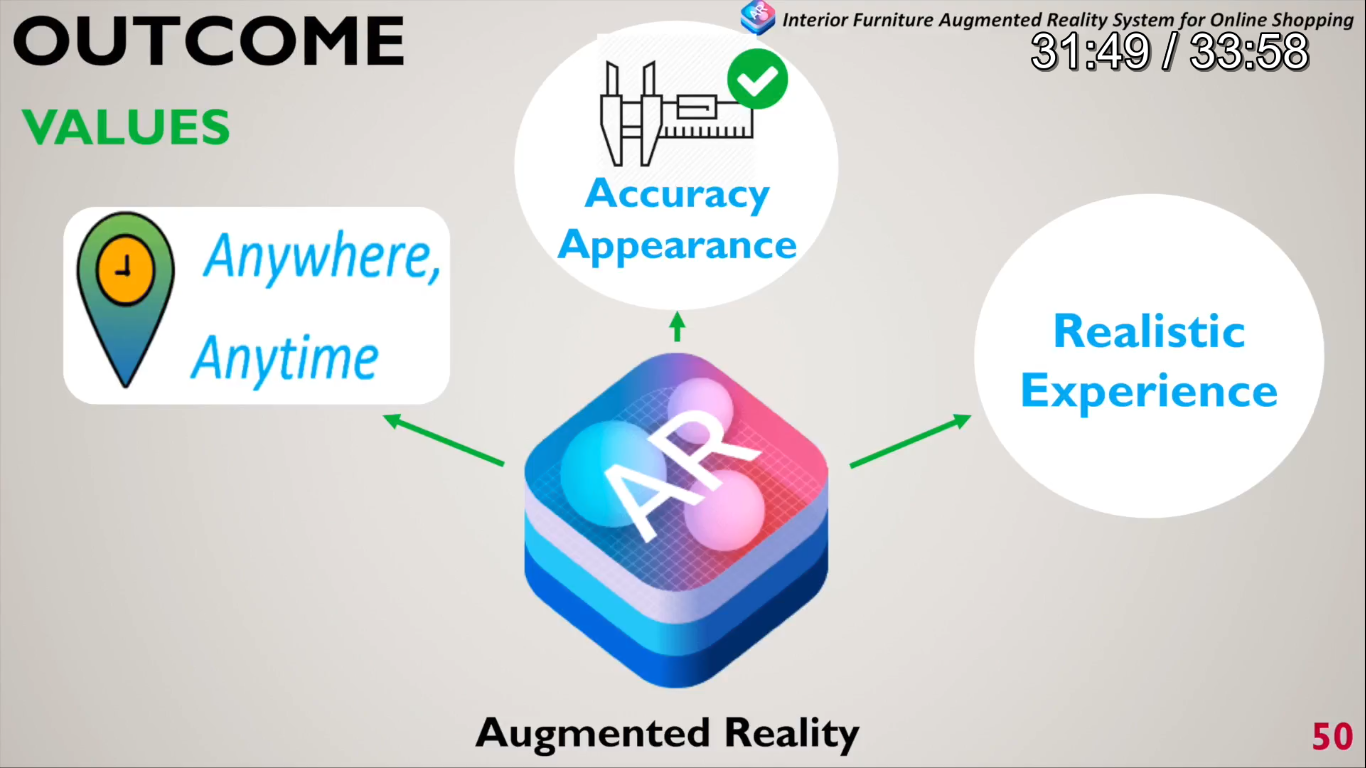 OUTCOME
AR Interior Furniture Augmented Reality System for Online Shopping
31:49 / 33:58
VALUES
Accuracy
Appearance
Anywhere,
Anytime
Realistic
Experience
AR
Augmented Reality
50